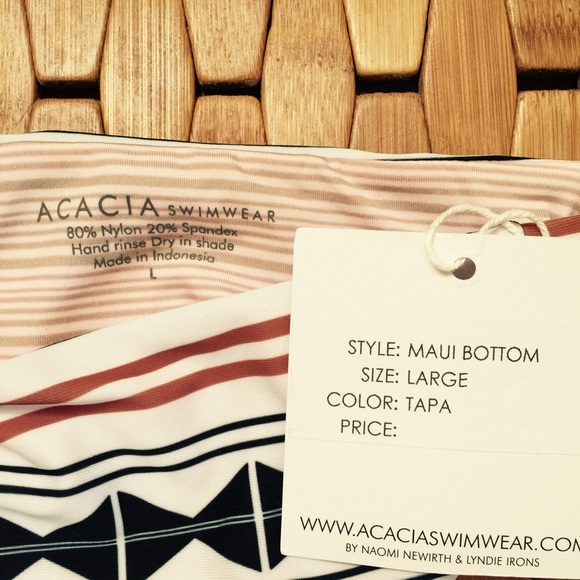 ACACIA SWIMWEAR
80% Nylon 20% Spandex
Hand rinse Dry in shade
Made in Indonesia
L
STYLE: MAUI BOTTOM
SIZE: LARGE
COLOR: TAPA
PRICE:
WWW.ACACIASWIMWEAR.COM
BY NAOMI NEWIRTH & LYNDIE IRONS